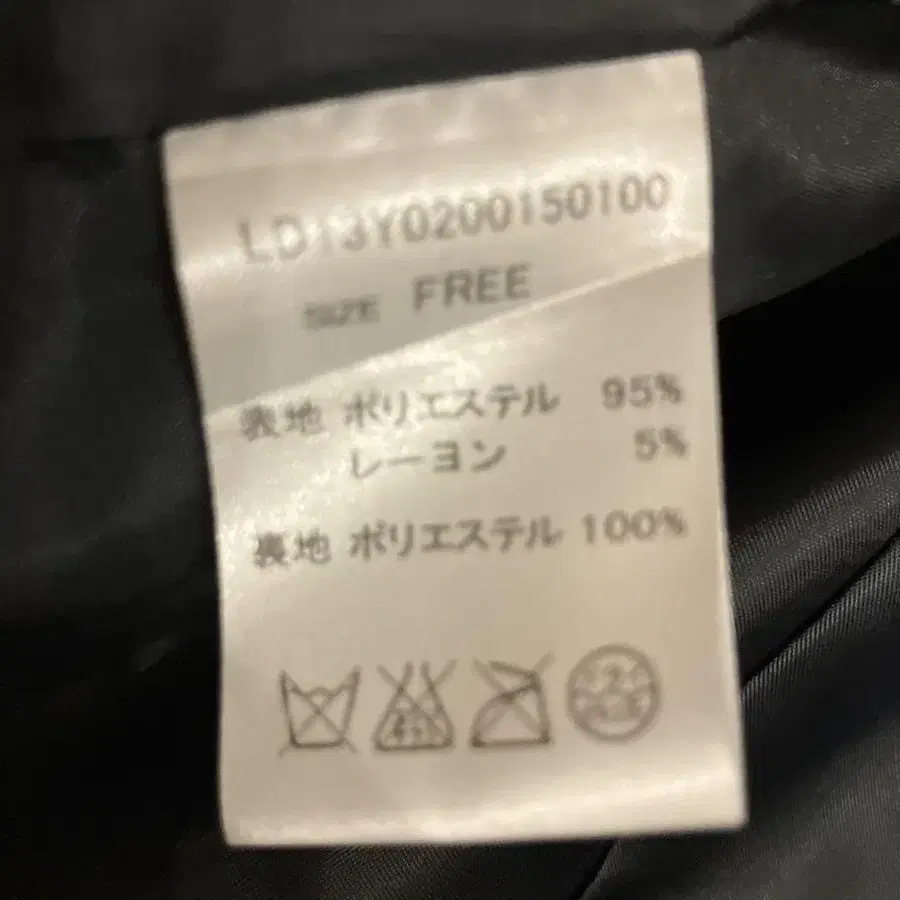 LD13Y0200150100
SIZE FREE
表地 ポリエステル 95%
レーヨン 5%
裏地 ポリエステル 100%